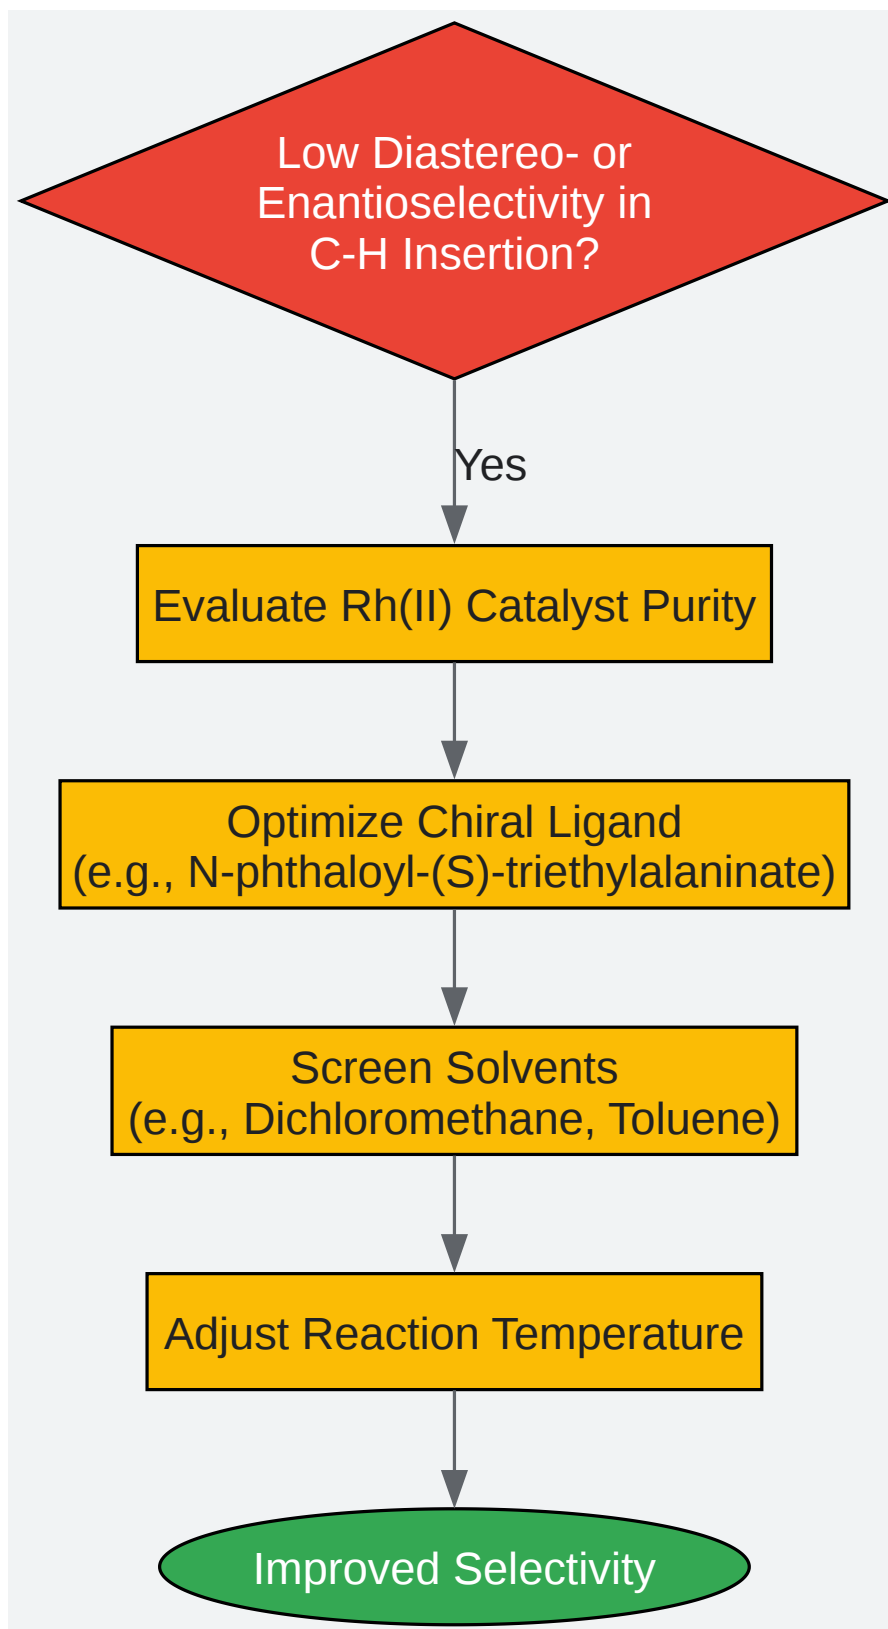 Low Diastereo- or
Enantioselectivity in
C-H Insertion?
Yes
Evaluate Rh(II) Catalyst Purity
Optimize Chiral Ligand
(e.g., N-phthaloyl-(S)-triethylalaninate)
Screen Solvents
(e.g., Dichloromethane, Toluene)
Adjust Reaction Temperature
Improved Selectivity